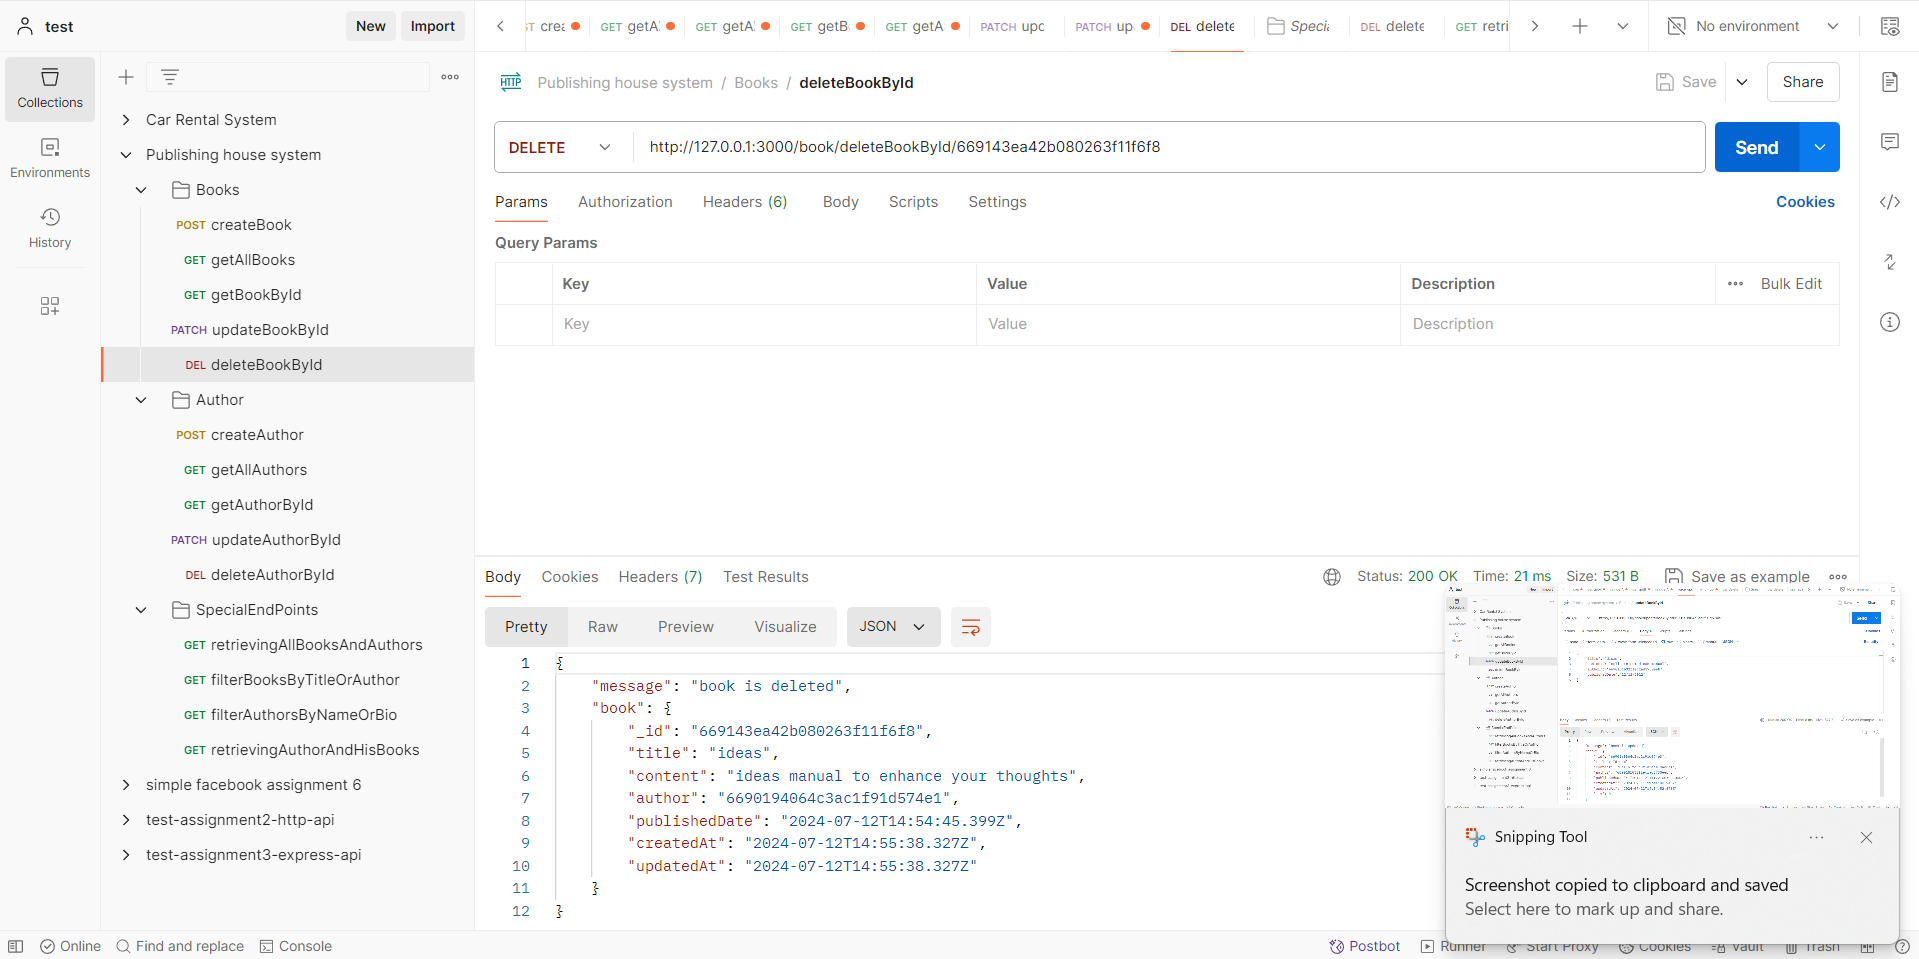 test
New
Import
crea
GET getA
GET getA
GET getB
GET getA
PATCH upd
PATCH up
DEL delete
Specia
DEL delete
GET retri
No environment
Collections
Environments
History
Car Rental System
Publishing house system
Books
POST createBook
GET getAllBooks
GET getBookById
PATCH updateBookById
DEL deleteBookById
Author
POST createAuthor
GET getAllAuthors
GET getAuthorById
PATCH updateAuthorById
DEL deleteAuthorById
SpecialEndPoints
GET retrievingAllBooksAndAuthors
GET filterBooksByTitleOrAuthor
GET filterAuthorsByNameOrBio
GET retrievingAuthorAndHisBooks
simple facebook assignment 6
test-assignment2-http-api
test-assignment3-express-api
HTTP Publishing house system / Books / deleteBookById
Save
Share
DELETE http://127.0.0.1:3000/book/deleteBookById/669143ea42b080263f11f6f8
Send
Params Authorization Headers (6) Body Scripts Settings
Cookies
Query Params
Key Value Description ••• Bulk Edit
Key Value Description
Body Cookies Headers (7) Test Results
Status: 200 OK Time: 21 ms Size: 531 B Save as example
Pretty Raw Preview Visualize JSON
1 {
2 "message": "book is deleted",
3 "book": {
4 "_id": "669143ea42b080263f11f6f8",
5 "title": "ideas",
6 "content": "ideas manual to enhance your thoughts",
7 "author": "6690194064c3ac1f91d574e1",
8 "publishedDate": "2024-07-12T14:54:45.399Z",
9 "createdAt": "2024-07-12T14:55:38.327Z",
10 "updatedAt": "2024-07-12T14:55:38.327Z"
11 }
12 }
Snipping Tool
Screenshot copied to clipboard and saved
Select here to mark up and share.
Online Find and replace Console
Postbot Runner Start Proxy Cookies Vault Trash